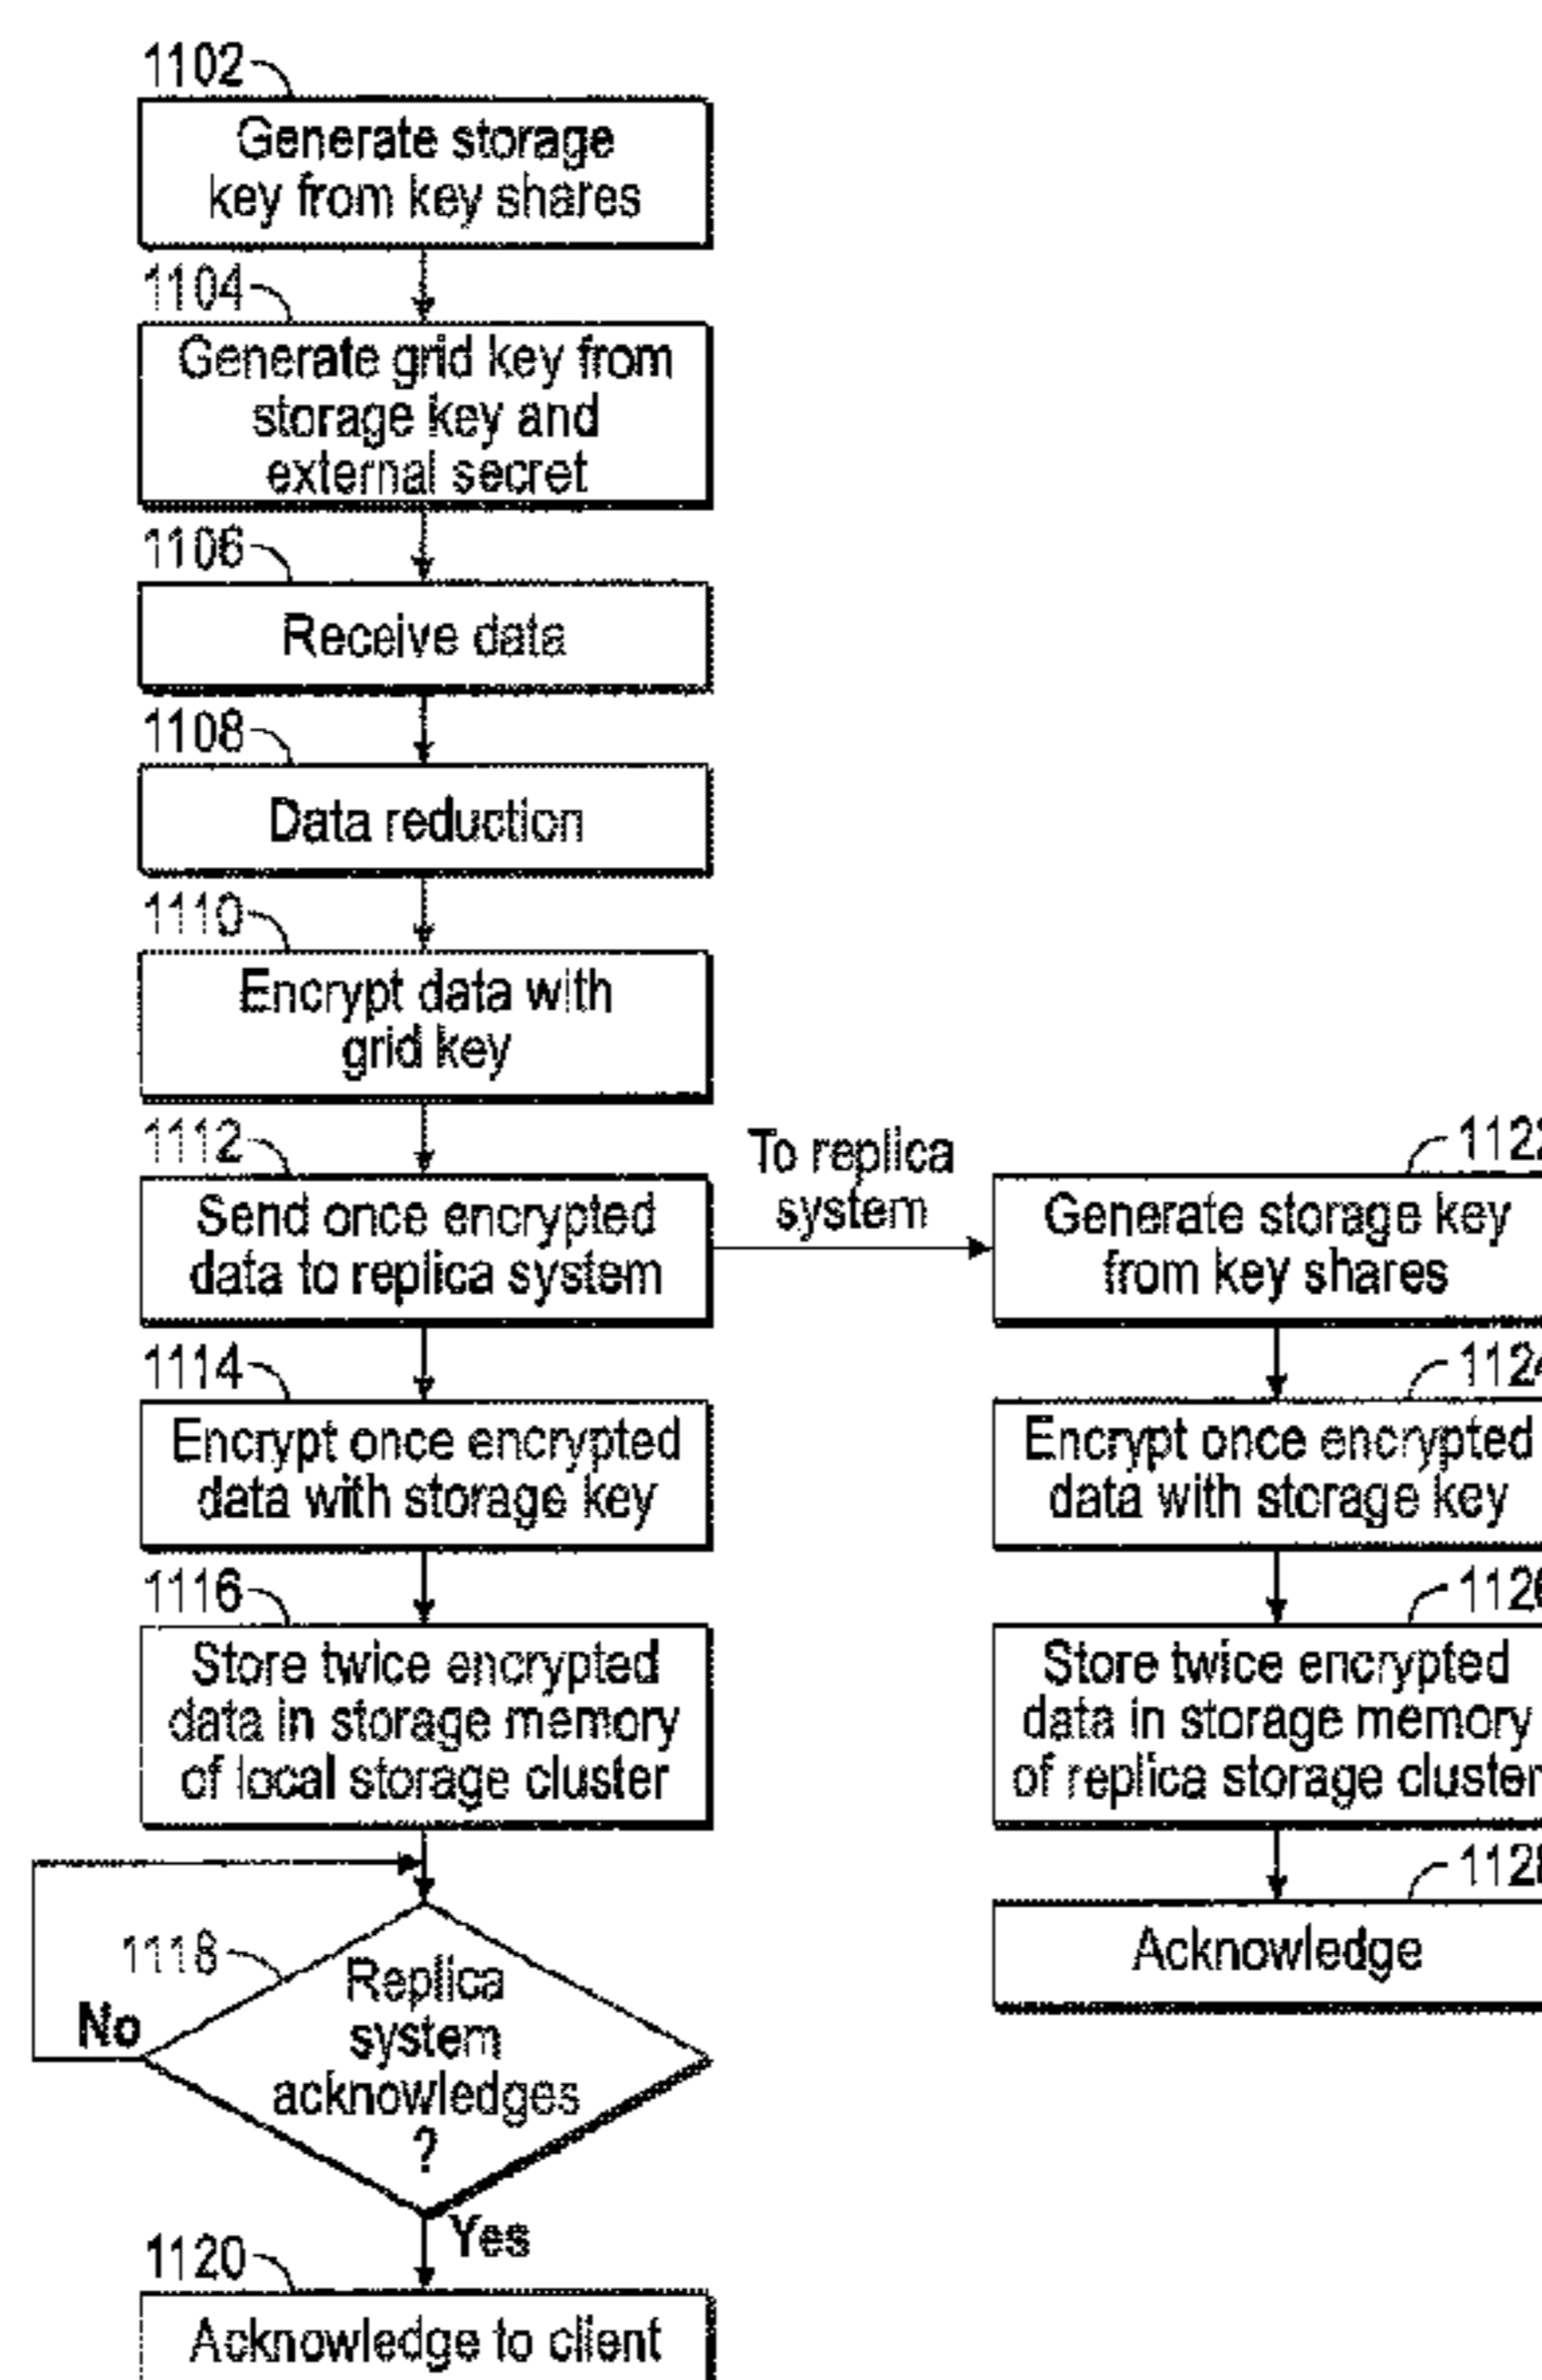 1102
Generate storage
key from key shares
1104
Generate grid key from
storage key and
external secret
1106
Receive data
1108
Data reduction
1110
Encrypt data with
grid key
1112
Send once encrypted
data to replica system
To replica
system
1114
Encrypt once encrypted
data with storage key
1116
Store twice encrypted
data in storage memory
of local storage cluster
1118
Replica
system
acknowledges
?
No
Yes
1120
Acknowledge to client
1122
Generate storage key
from key shares
1124
Encrypt once encrypted
data with storage key
1126
Store twice encrypted
data in storage memory
of replica storage cluster
1128
Acknowledge